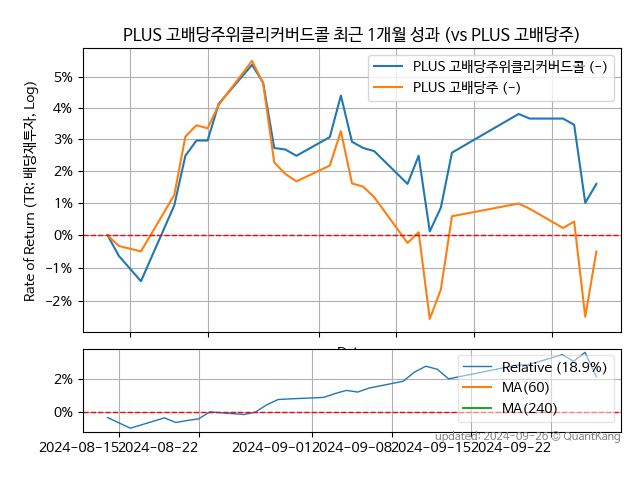 PLUS 고배당주위클리커버드콜 최근 1개월 성과 (vs PLUS 고배당주)
Rate of Return (TR: 배당재투자, Log)
5%
4%
3%
2%
1%
0%
−1%
−2%
PLUS 고배당주위클리커버드콜 (-)
PLUS 고배당주 (-)
2%
0%
Relative (18.9%)
MA(60)
MA(240)
2024-08-15
2024-08-22
2024-09-01
2024-09-08
2024-09-15
2024-09-22
updated: 2024-09-26 © QuantKang